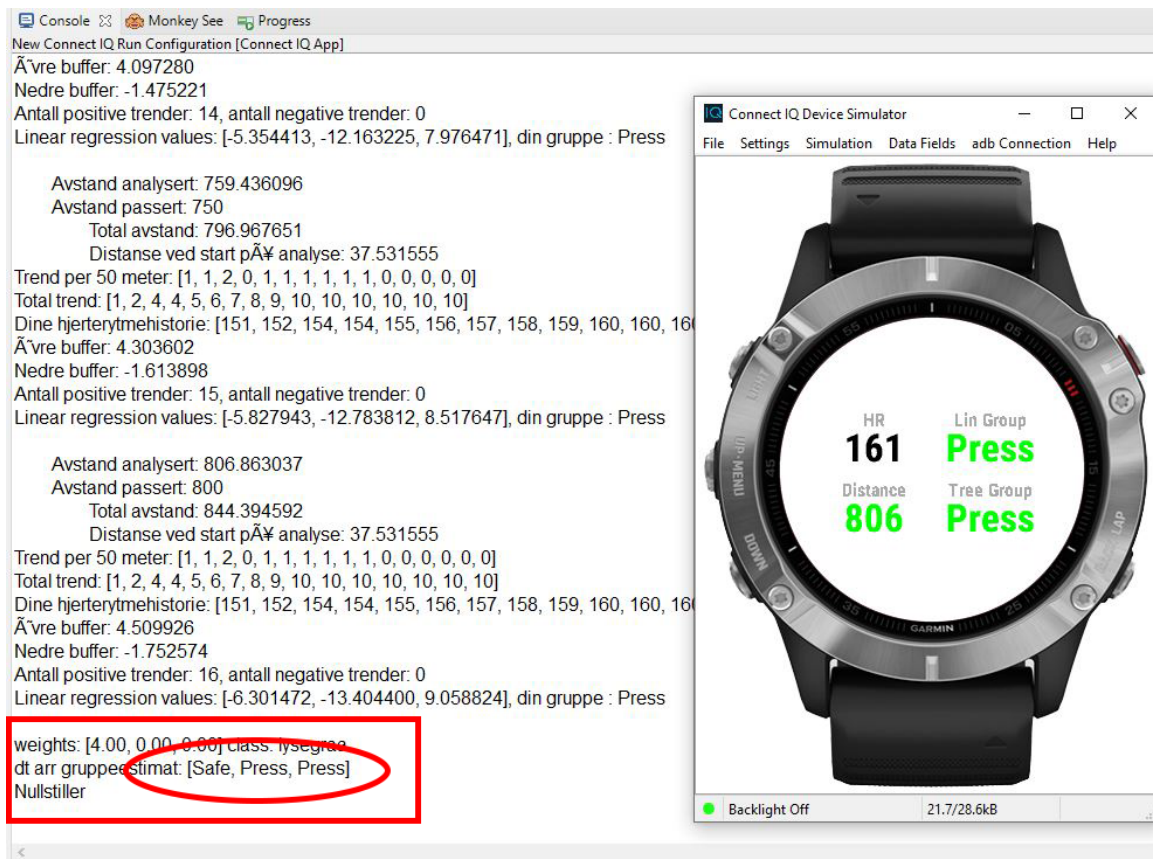 Console Monkey See Progress
New Connect IQ Run Configuration [Connect IQ App]
Ã˜vre buffer: 4.097280
Nedre buffer: -1.475221
Antall positive trender: 14, antall negative trender: 0
Linear regression values: [-5.354413, -12.163225, 7.976471], din gruppe : Press
Avstand analysert: 759.436096
Avstand passert: 750
Total avstand: 796.967651
Distanse ved start pÃ¥ analyse: 37.531555
Trend per 50 meter: [1, 1, 2, 0, 1, 1, 1, 1, 1, 1, 0, 0, 0, 0, 0]
Total trend: [1, 2, 4, 4, 5, 6, 7, 8, 9, 10, 10, 10, 10, 10, 10]
Dine hjerterytmehistorie: [151, 152, 154, 154, 155, 156, 157, 158, 159, 160, 160, 160
Ã˜vre buffer: 4.303602
Nedre buffer: -1.613898
Antall positive trender: 15, antall negative trender: 0
Linear regression values: [-5.827943, -12.783812, 8.517647], din gruppe : Press
Avstand analysert: 806.863037
Avstand passert: 800
Total avstand: 844.394592
Distanse ved start pÃ¥ analyse: 37.531555
Trend per 50 meter: [1, 1, 2, 0, 1, 1, 1, 1, 1, 1, 0, 0, 0, 0, 0, 0]
Total trend: [1, 2, 4, 4, 5, 6, 7, 8, 9, 10, 10, 10, 10, 10, 10, 10]
Dine hjerterytmehistorie: [151, 152, 154, 154, 155, 156, 157, 158, 159, 160, 160, 160
Ã˜vre buffer: 4.509926
Nedre buffer: -1.752574
Antall positive trender: 16, antall negative trender: 0
Linear regression values: [-6.301472, -13.404400, 9.058824], din gruppe : Press
weights: [4.00, 0.00, 0.00] class: lysegrae
dt arr gruppeestimat: [Safe, Press, Press]
Nullstiller
IQ Connect IQ Device Simulator
File Settings Simulation Data Fields adb Connection Help
LIGHT
UP·MENU
DOWN
BACK·LAP
55
05
45
15
35
25
HR Lin Group
161 Press
Distance Tree Group
806 Press
GARMIN
Backlight Off 21.7/28.6kB